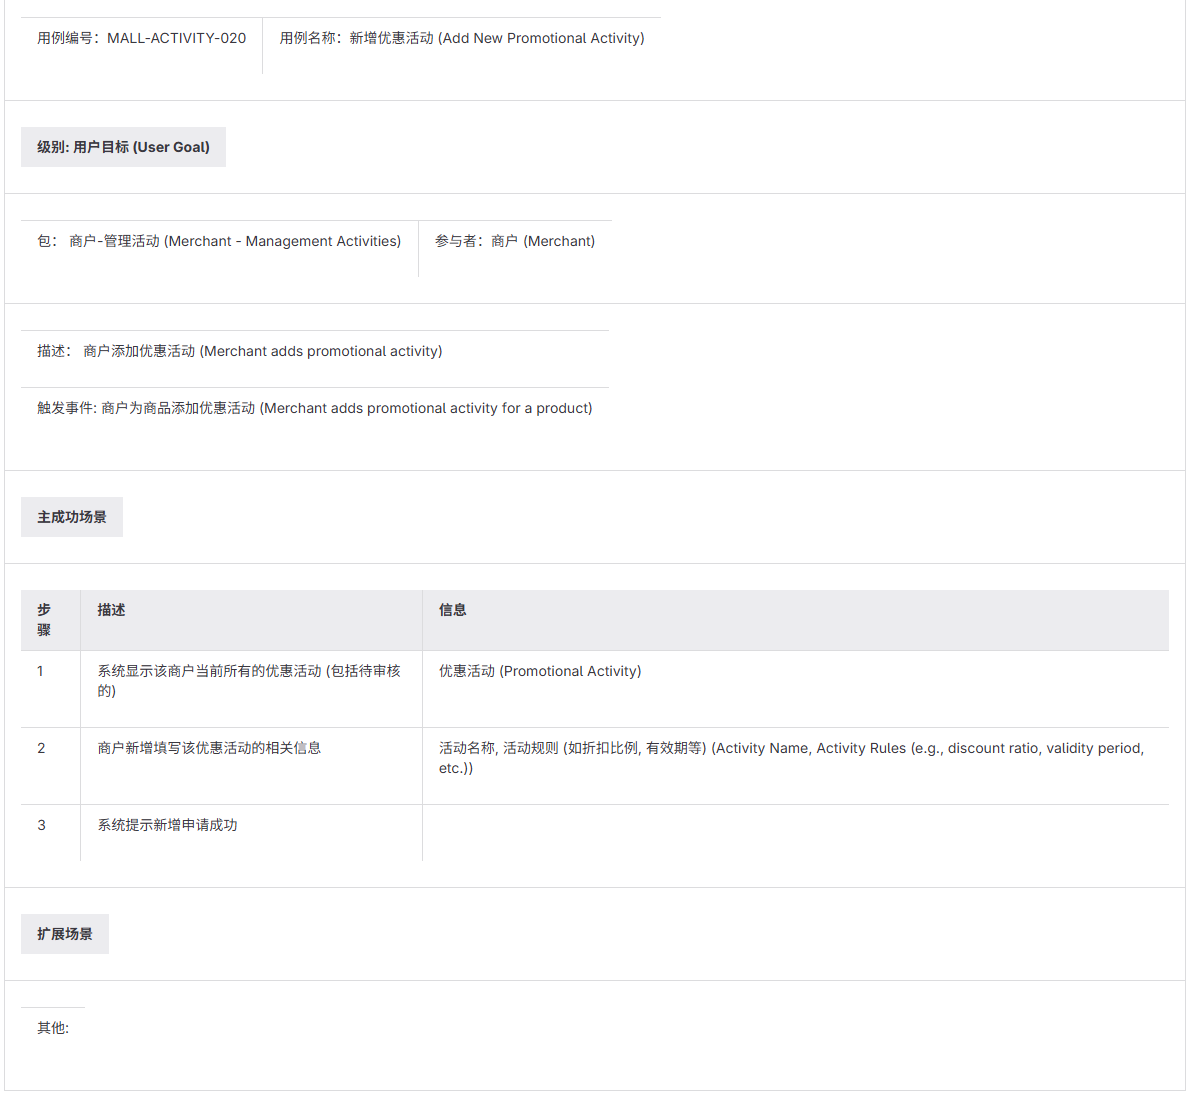 用例编号：MALL-ACTIVITY-020
用例名称：新增优惠活动 (Add New Promotional Activity)
级别: 用户目标 (User Goal)
包： 商户-管理活动 (Merchant - Management Activities)
参与者：商户 (Merchant)
描述： 商户添加优惠活动 (Merchant adds promotional activity)
触发事件: 商户为商品添加优惠活动 (Merchant adds promotional activity for a product)
主成功场景
步
骤
描述
信息
1
系统显示该商户当前所有的优惠活动 (包括待审核
的)
优惠活动 (Promotional Activity)
2
商户新增填写该优惠活动的相关信息
活动名称, 活动规则 (如折扣比例, 有效期等) (Activity Name, Activity Rules (e.g., discount ratio, validity period,
etc.))
3
系统提示新增申请成功
扩展场景
其他: